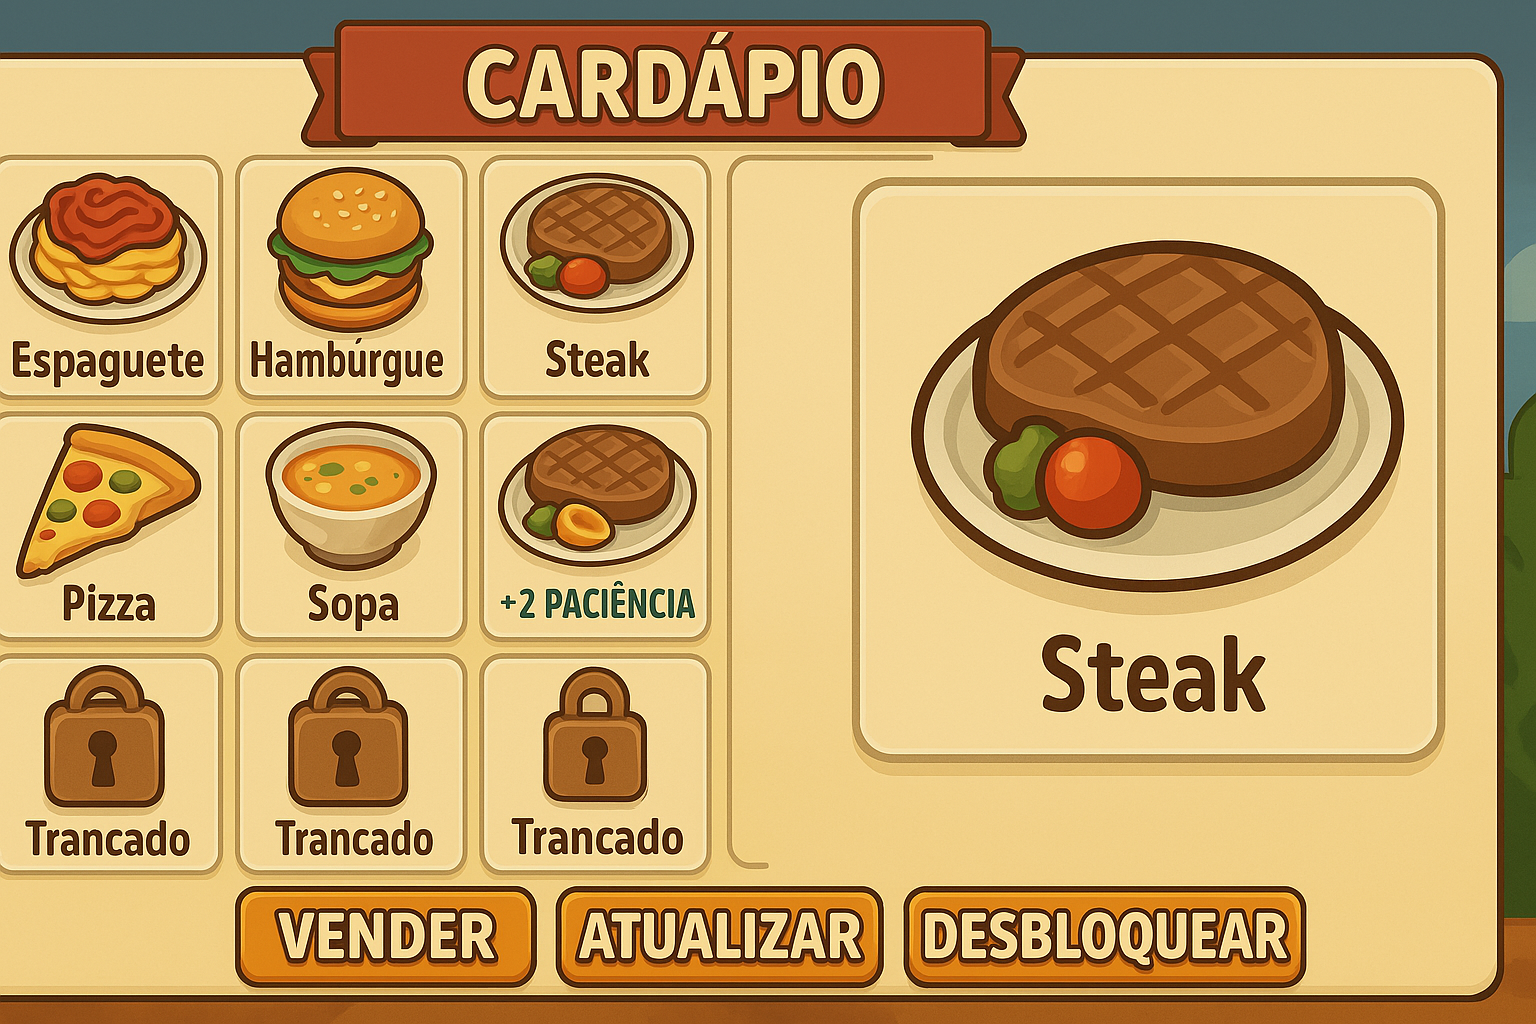 CARDÁPIO
Espaguete
Hambúrgue
Steak
Pizza
Sopa
+2 PACIÊNCIA
Trancado
Trancado
Trancado
Steak
VENDER
ATUALIZAR
DESBLOQUEAR